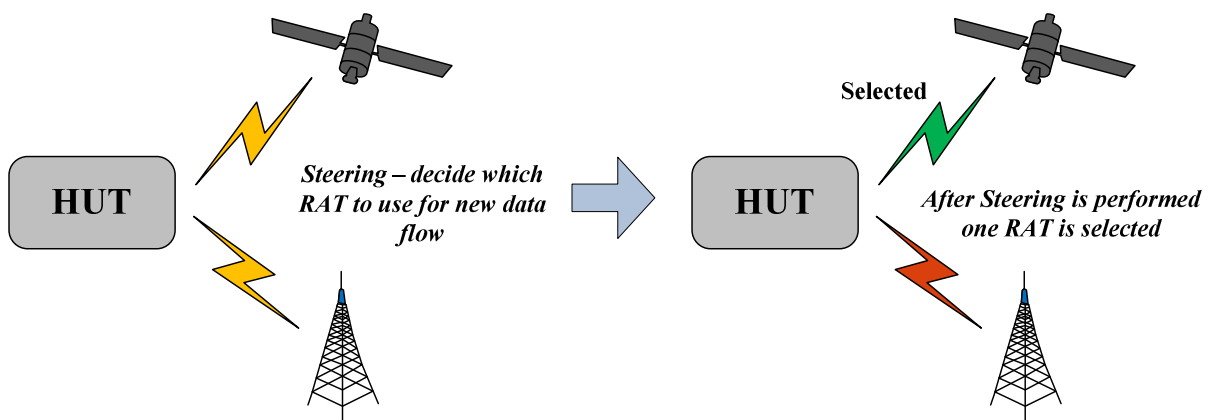 HUT
Steering – decide which
RAT to use for new data
flow
Selected
HUT
After Steering is performed
one RAT is selected